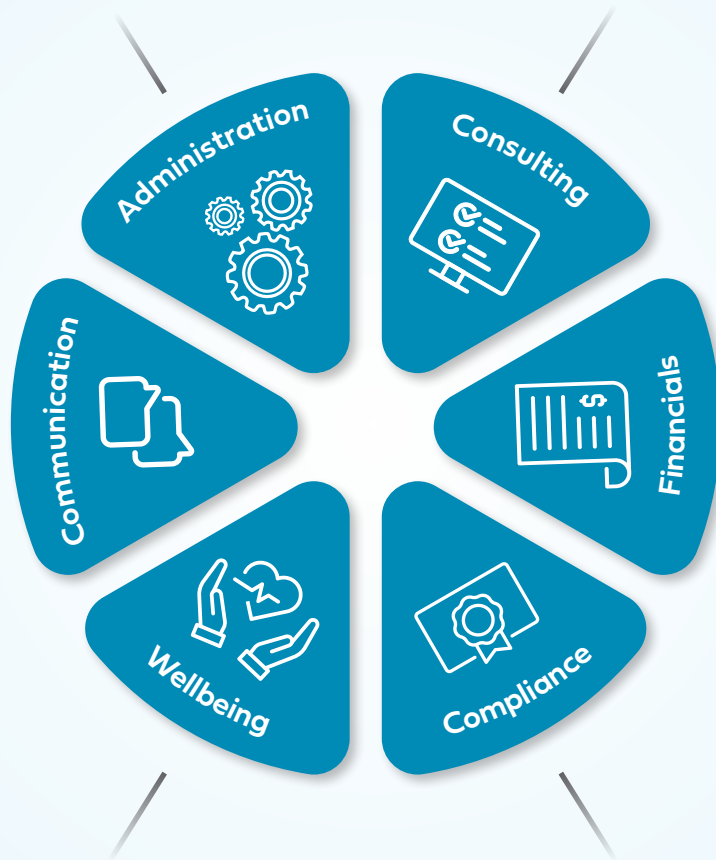 Administration
Consulting
Communication
Financials
$
Wellbeing
Compliance